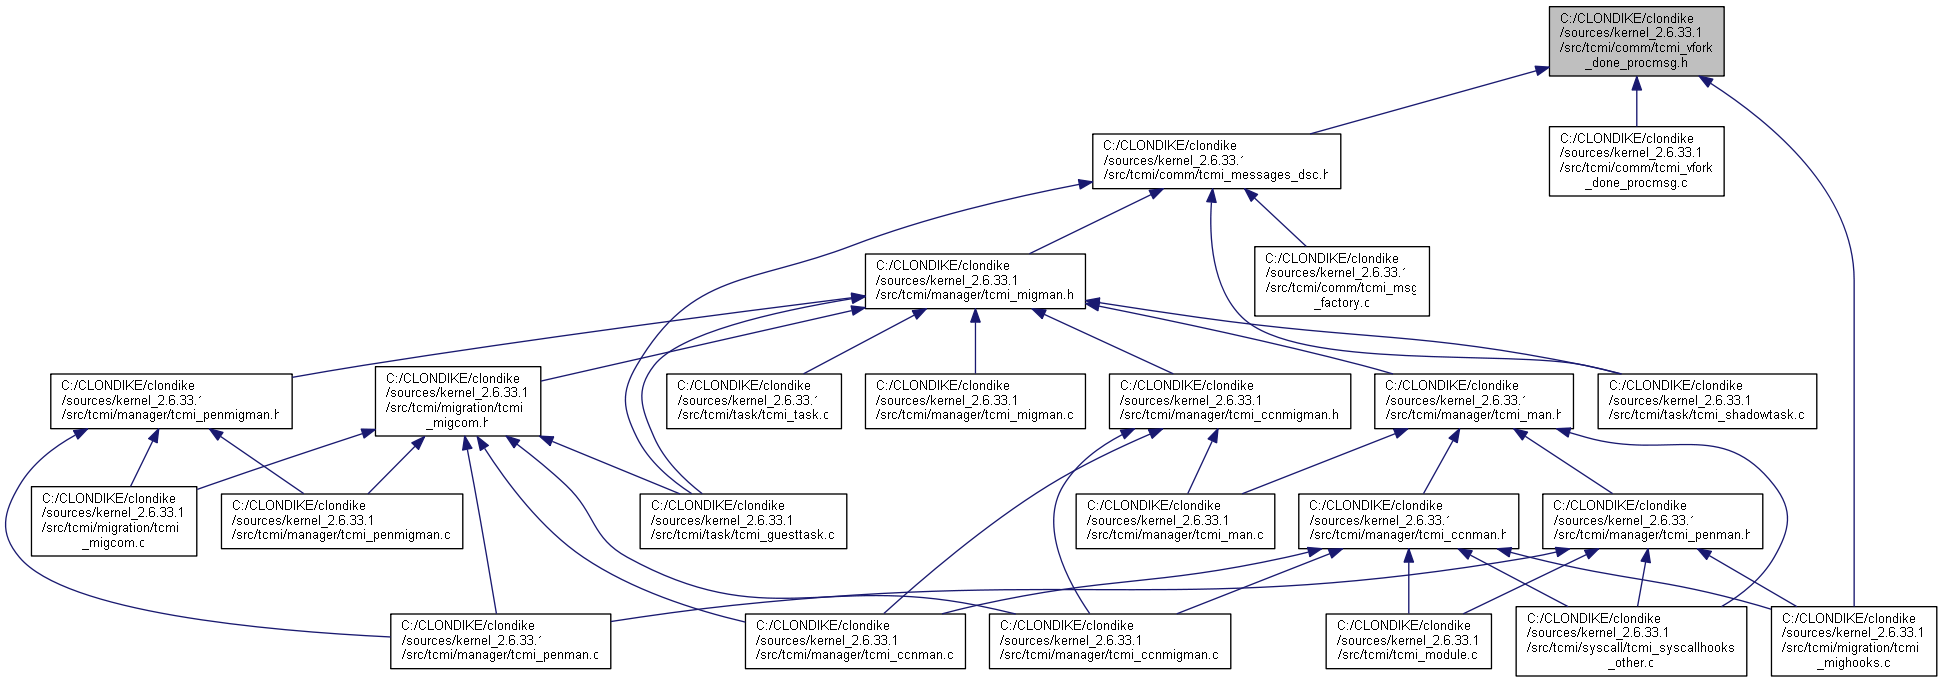 C:/CLONDIKE/clondike
/sources/kernel_2.6.33.1
/src/tcmi/comm/tcmi_vfork
_done_procmsg.h
C:/CLONDIKE/clondike
/sources/kernel_2.6.33.1
/src/tcmi/comm/tcmi_messages_dsc.h
C:/CLONDIKE/clondike
/sources/kernel_2.6.33.1
/src/tcmi/comm/tcmi_vfork
_done_procmsg.c
C:/CLONDIKE/clondike
/sources/kernel_2.6.33.1
/src/tcmi/manager/tcmi_migman.h
C:/CLONDIKE/clondike
/sources/kernel_2.6.33.1
/src/tcmi/comm/tcmi_msg
_factory.c
C:/CLONDIKE/clondike
/sources/kernel_2.6.33.1
/src/tcmi/manager/tcmi_penmigman.h
C:/CLONDIKE/clondike
/sources/kernel_2.6.33.1
/src/tcmi/migration/tcmi
_migcom.h
C:/CLONDIKE/clondike
/sources/kernel_2.6.33.1
/src/tcmi/task/tcmi_task.c
C:/CLONDIKE/clondike
/sources/kernel_2.6.33.1
/src/tcmi/manager/tcmi_migman.c
C:/CLONDIKE/clondike
/sources/kernel_2.6.33.1
/src/tcmi/manager/tcmi_ccnmigman.h
C:/CLONDIKE/clondike
/sources/kernel_2.6.33.1
/src/tcmi/manager/tcmi_man.h
C:/CLONDIKE/clondike
/sources/kernel_2.6.33.1
/src/tcmi/task/tcmi_shadowtask.c
C:/CLONDIKE/clondike
/sources/kernel_2.6.33.1
/src/tcmi/migration/tcmi
_migcom.c
C:/CLONDIKE/clondike
/sources/kernel_2.6.33.1
/src/tcmi/manager/tcmi_penmigman.c
C:/CLONDIKE/clondike
/sources/kernel_2.6.33.1
/src/tcmi/task/tcmi_guesttask.c
C:/CLONDIKE/clondike
/sources/kernel_2.6.33.1
/src/tcmi/manager/tcmi_man.c
C:/CLONDIKE/clondike
/sources/kernel_2.6.33.1
/src/tcmi/manager/tcmi_ccnman.h
C:/CLONDIKE/clondike
/sources/kernel_2.6.33.1
/src/tcmi/manager/tcmi_penman.h
C:/CLONDIKE/clondike
/sources/kernel_2.6.33.1
/src/tcmi/manager/tcmi_penman.c
C:/CLONDIKE/clondike
/sources/kernel_2.6.33.1
/src/tcmi/manager/tcmi_ccnman.c
C:/CLONDIKE/clondike
/sources/kernel_2.6.33.1
/src/tcmi/manager/tcmi_ccnmigman.c
C:/CLONDIKE/clondike
/sources/kernel_2.6.33.1
/src/tcmi/tcmi_module.c
C:/CLONDIKE/clondike
/sources/kernel_2.6.33.1
/src/tcmi/syscall/tcmi_syscallhooks
_other.c
C:/CLONDIKE/clondike
/sources/kernel_2.6.33.1
/src/tcmi/migration/tcmi
_mighooks.c